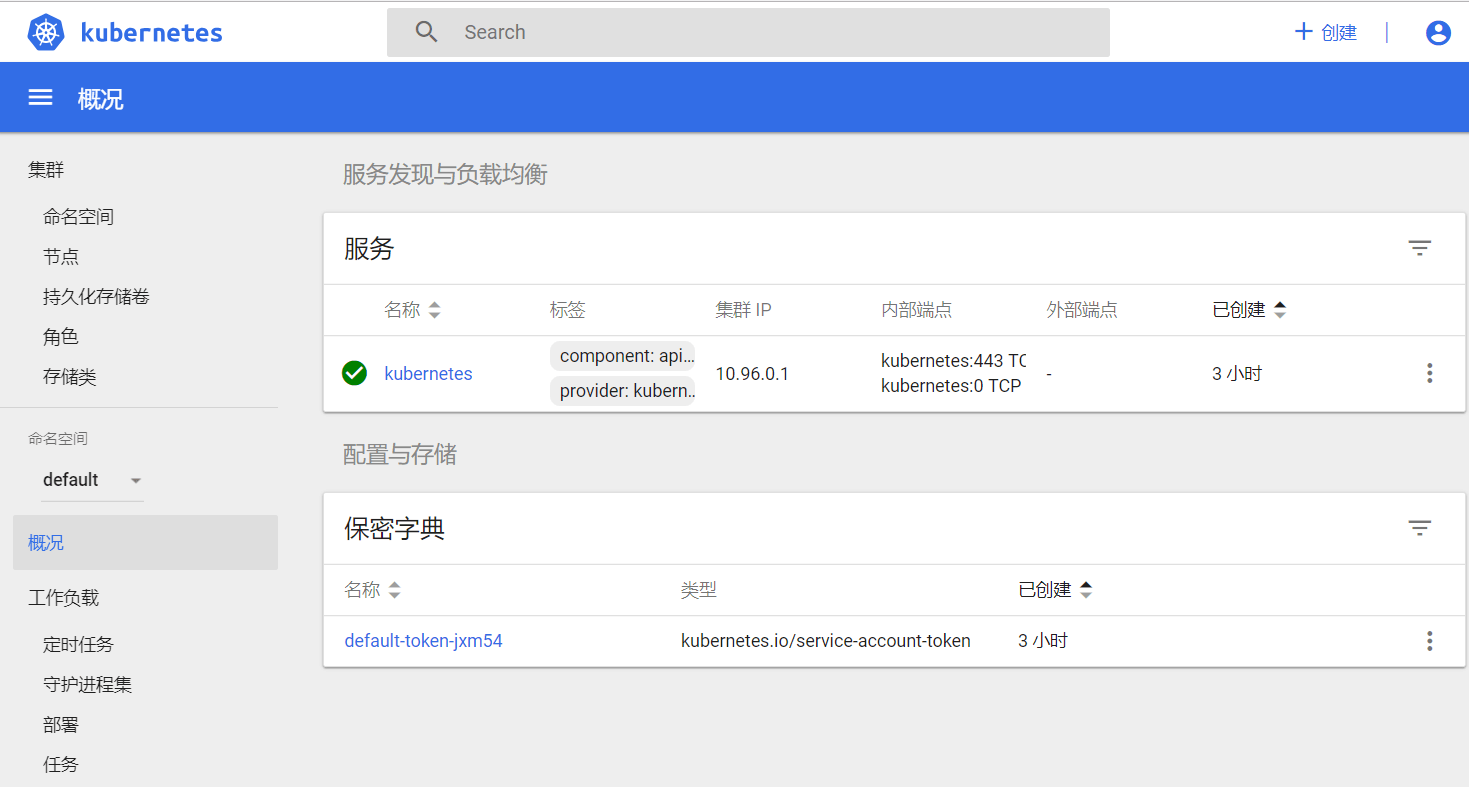 kubernetes
Search
+ 创建
概况
集群
命名空间
节点
持久化存储卷
角色
存储类
命名空间
default
概况
工作负载
定时任务
守护进程集
部署
任务
服务发现与负载均衡
服务
名称 标签 集群 IP 内部端点 外部端点 已创建
kubernetes component: api... 10.96.0.1 kubernetes:443 TC - 3 小时
provider: kubern.. kubernetes:0 TCP
配置与存储
保密字典
名称 类型 已创建
default-token-jxm54 kubernetes.io/service-account-token 3 小时